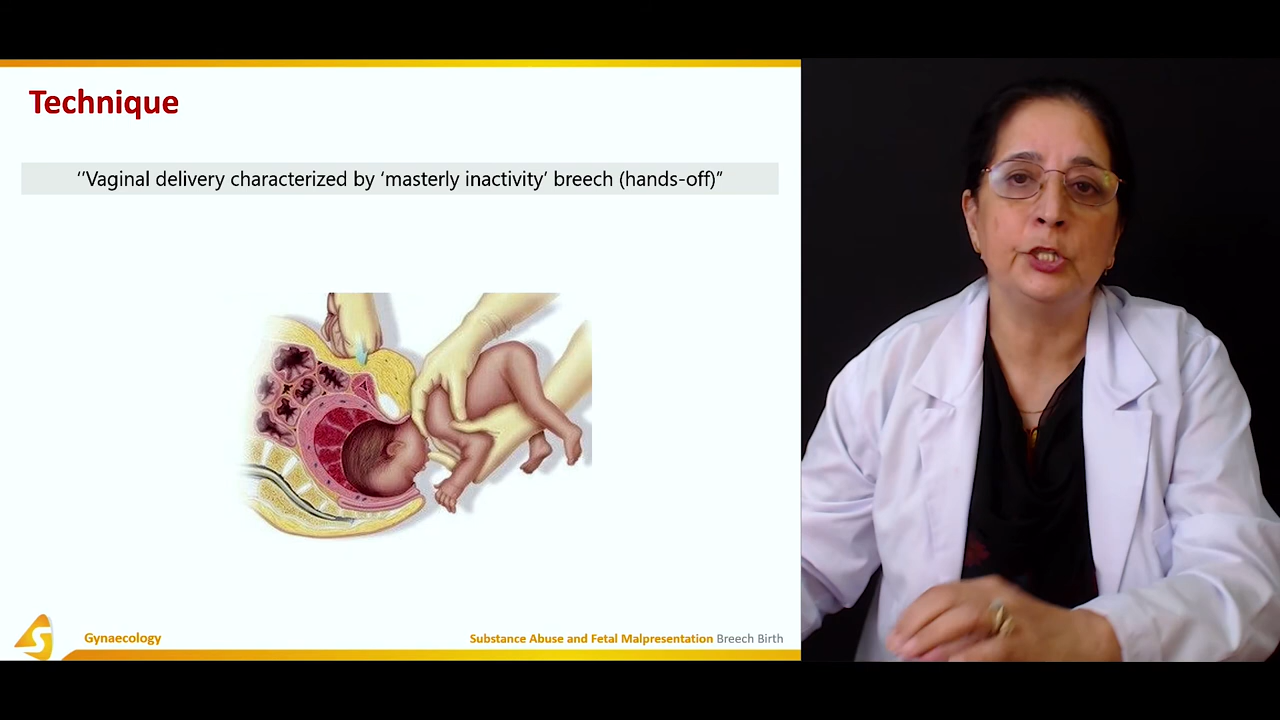 Technique
‘’Vaginal delivery characterized by ‘masterly inactivity’ breech (hands-off)”
Gynaecology
Substance Abuse and Fetal Malpresentation Breech Birth